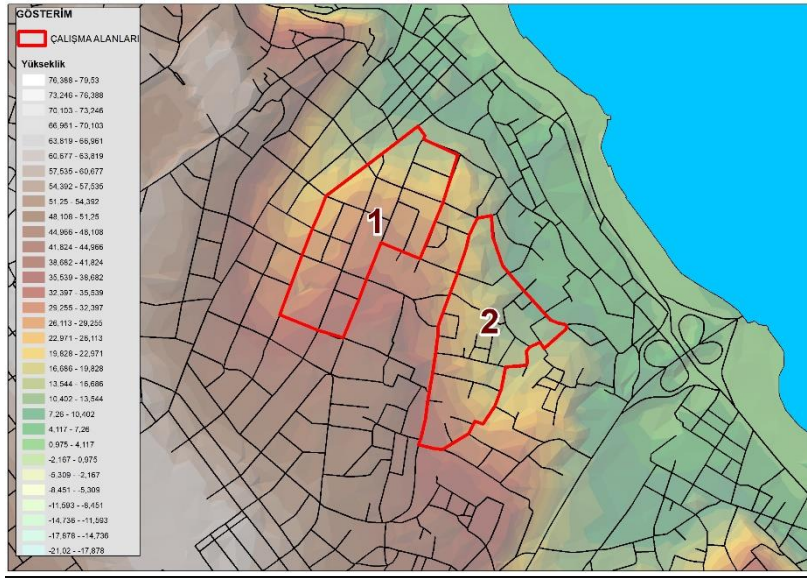 GÖSTERİM
ÇALIŞMA ALANLARI
Yükseklik
76,388 - 79,53
73,246 - 76,388
70,103 - 73,246
66,961 - 70,103
63,819 - 66,961
60,677 - 63,819
57,535 - 60,677
54,392 - 57,535
51,25 - 54,392
48,108 - 51,25
44,966 - 48,108
41,824 - 44,966
38,682 - 41,824
35,539 - 38,682
32,397 - 35,539
29,255 - 32,397
26,113 - 29,255
22,971 - 26,113
19,828 - 22,971
16,686 - 19,828
13,544 - 16,686
10,402 - 13,544
7,26 - 10,402
4,117 - 7,26
0,975 - 4,117
-2,167 - 0,975
-5,309 - -2,167
-8,451 - -5,309
-11,593 - -8,451
-14,736 - -11,593
-17,878 - -14,736
-21,02 - -17,878
1
2